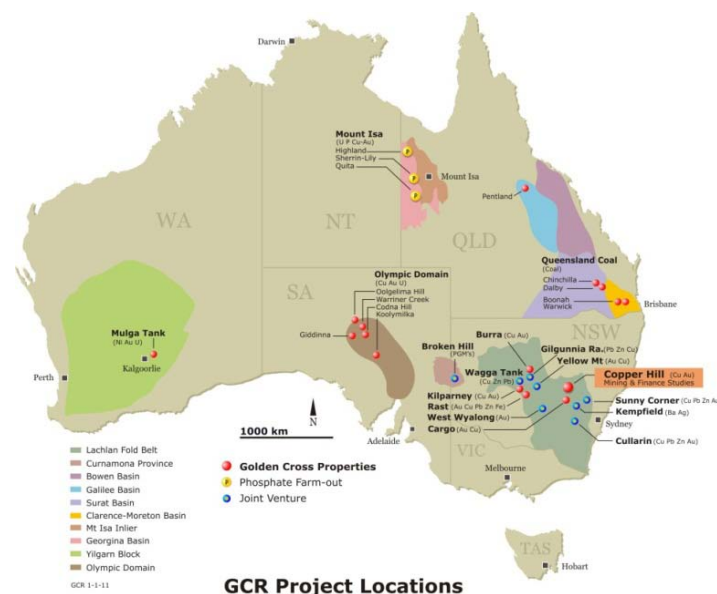 Darwin
Mount Isa
(U P Cu-Au)
Highland
Sherrin-Lily
Quita
Mount Isa
WA
NT
QLD
Pentland
Queensland Coal
(Coal)
Chinchilla
Dalby
Boonah
Warwick
Brisbane
SA
Olympic Domain
(Cu Au U)
Oolgelima Hill
Warriner Creek
Codna Hill
Koolymilka
Giddinna
Mulga Tank
(Ni Au U)
Kalgoorlie
Perth
NSW
Broken Hill
(PGM's)
Burra (Cu Au)
Gilgunnia Ra. (Pb Zn Cu)
Yellow Mt (Au Cu)
Wagga Tank
(Cu Zn Pb)
Copper Hill (Cu Au)
Mining & Finance Studies
Kilparney (Cu Au)
Rast (Au Cu Pb Zn Fe)
West Wyalong (Au)
Cargo (Au Cu)
Sunny Corner (Cu Pb Zn Au
Kempfield (Ba Ag)
Sydney
Cullarin (Cu Pb Zn Au)
1000 km
N
Adelaide
VIC
Melbourne
TAS
Hobart
Lachlan Fold Belt
Curnamona Province
Bowen Basin
Galilee Basin
Surat Basin
Clarence-Moreton Basin
Mt Isa Inlier
Georgina Basin
Yilgarn Block
Olympic Domain
Golden Cross Properties
P Phosphate Farm-out
Joint Venture
GCR 1-1-11
GCR Project Locations